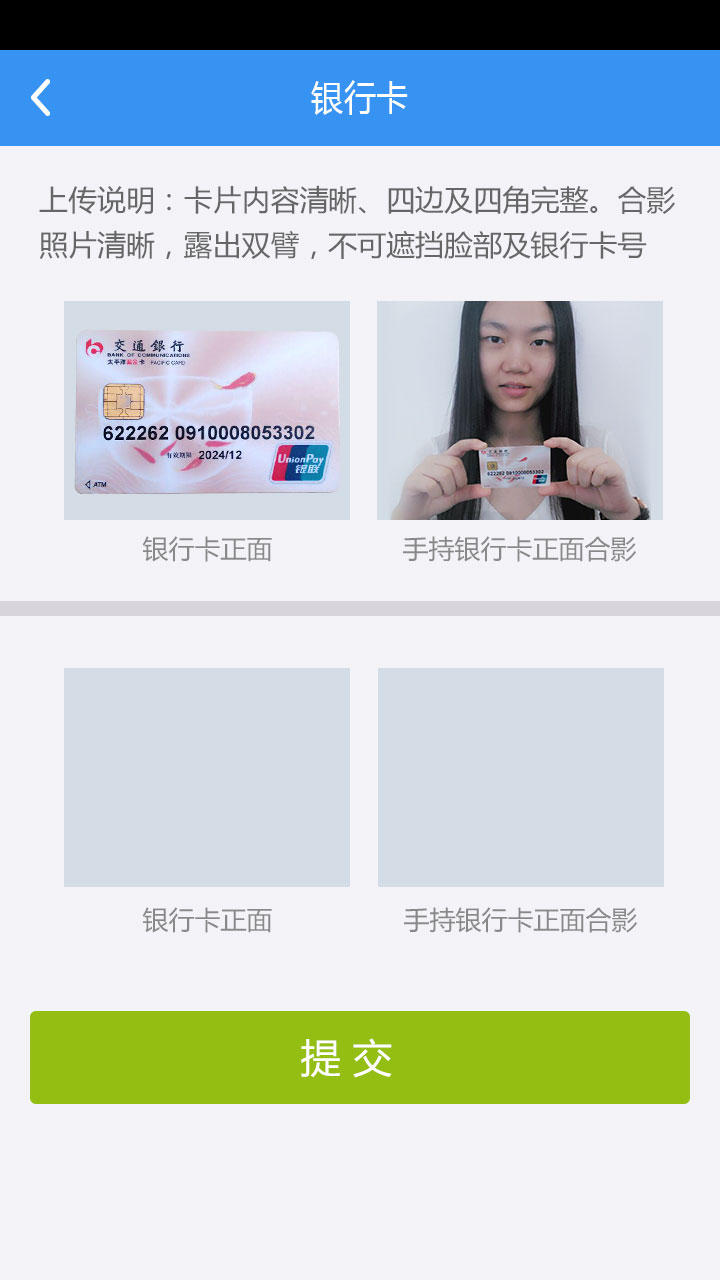 银行卡
上传说明：卡片内容清晰、四边及四角完整。合影
照片清晰，露出双臂，不可遮挡脸部及银行卡号
交通銀行
BANK OF COMMUNICATIONS
太平洋 卡 PACIFIC CARD
622262 0910008053302
有效期限 2024/12
UnionPay
银联
ATM
交通銀行
622262 0910008053302
银行卡正面
手持银行卡正面合影
银行卡正面
手持银行卡正面合影
提交